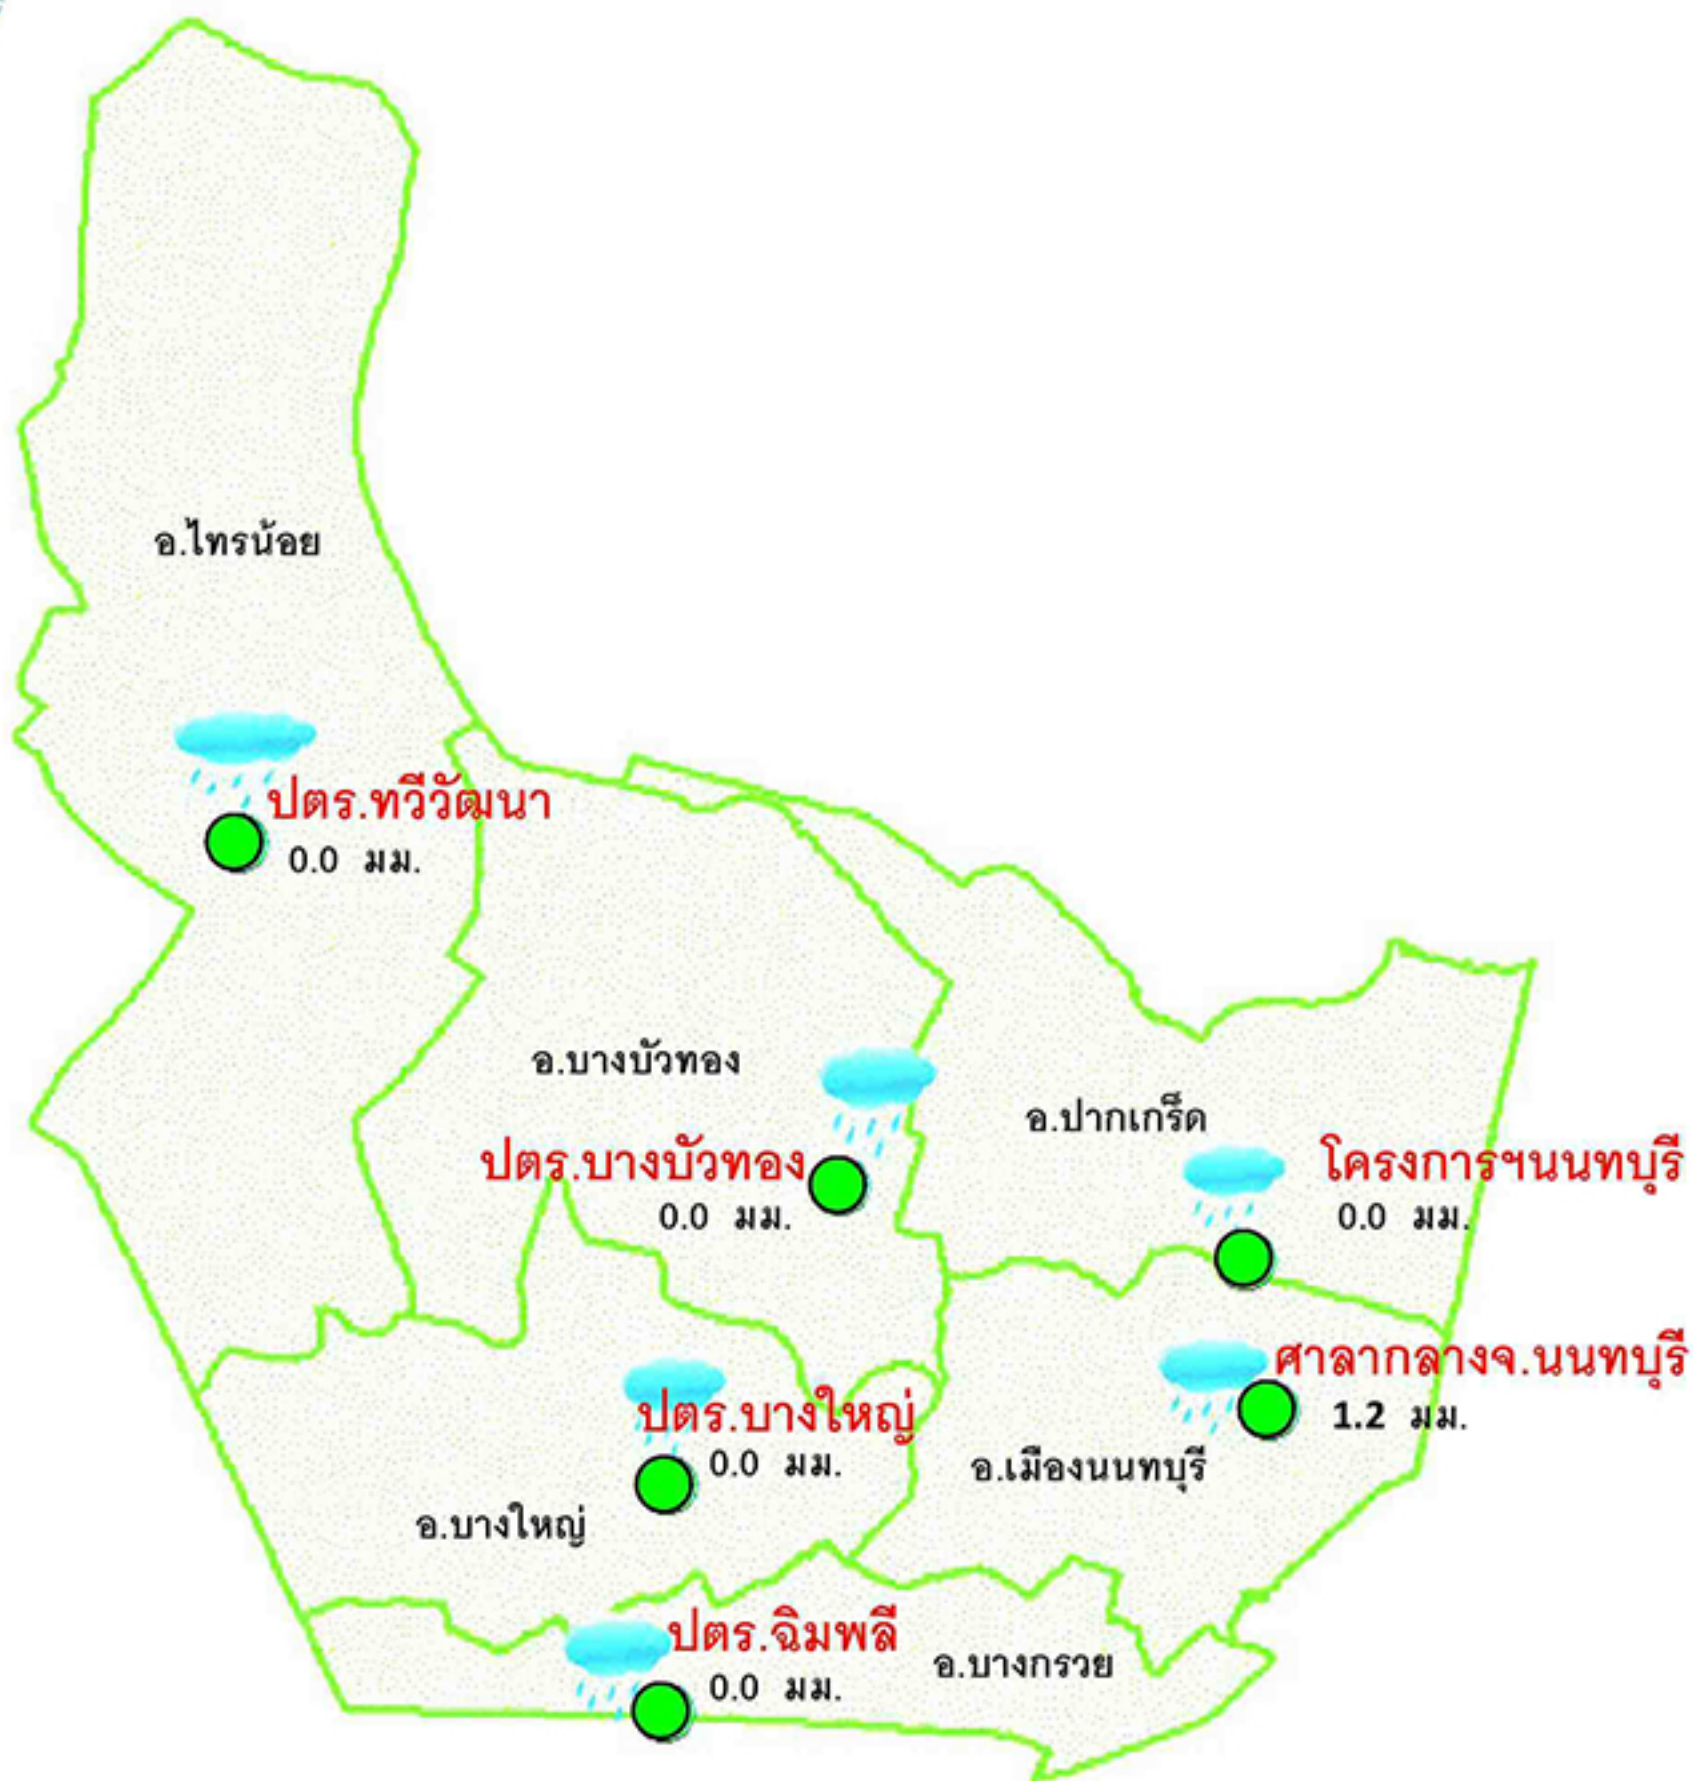 อ.ไทรน้อย
ปตร.ทวีวัฒนา
0.0 มม.
อ.บางบัวทอง
อ.ปากเกร็ด
ปตร.บางบัวทอง
0.0 มม.
โครงการฯนนทบุรี
0.0 มม.
ศาลากลางจ.นนทบุรี
1.2 มม.
ปตร.บางใหญ่
0.0 มม.
อ.เมืองนนทบุรี
อ.บางใหญ่
ปตร.ฉิมพลี
0.0 มม.
อ.บางกรวย